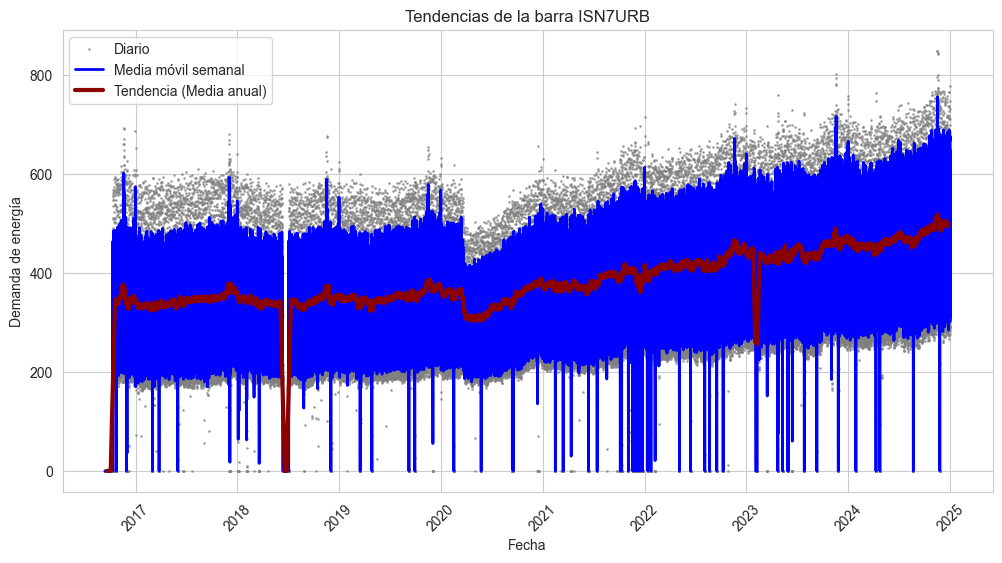 Tendencias de la barra ISN7URB
Diario
Media móvil semanal
Tendencia (Media anual)
Demanda de energía
800
600
400
200
0
2017
2018
2019
2020
2021
2022
2023
2024
2025
Fecha